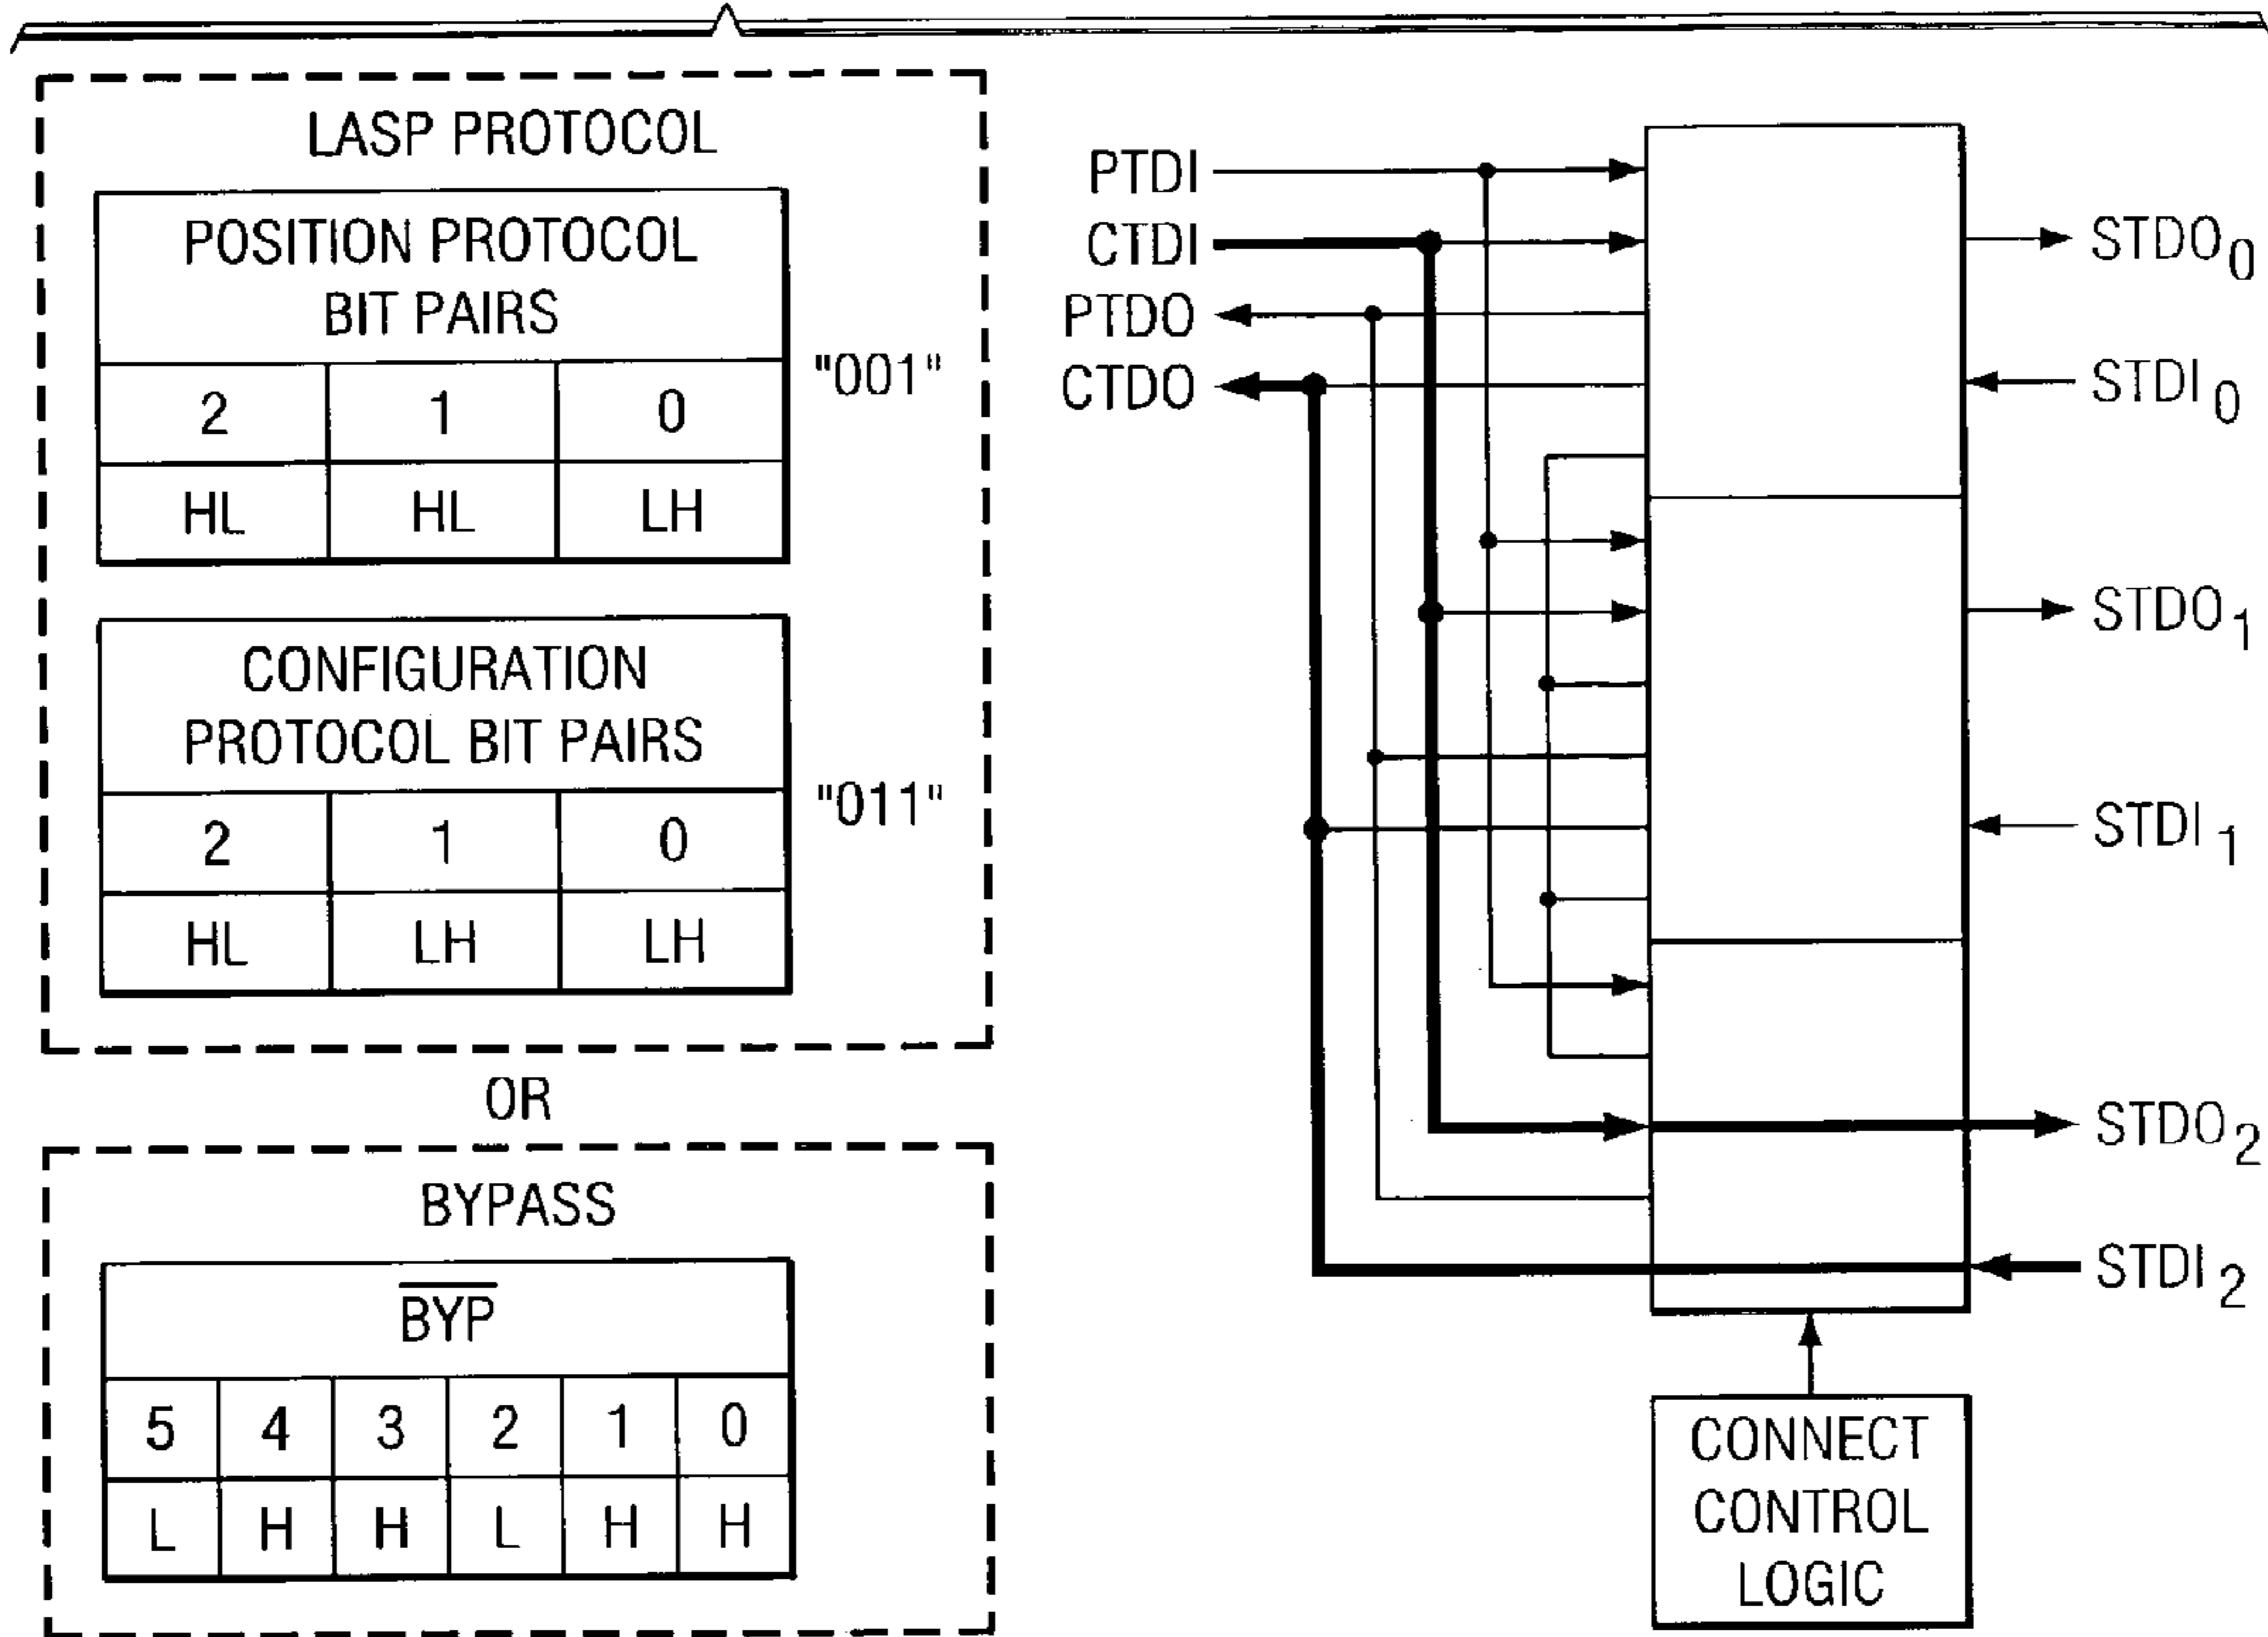 LASP PROTOCOL
POSITION PROTOCOL
BIT PAIRS
2 1 0
HL HL LH
"001"
CONFIGURATION
PROTOCOL BIT PAIRS
2 1 0
HL LH LH
"011"
OR
BYPASS
BYP
5 4 3 2 1 0
L H H L H H
PTDI
CTDI
PTDO
CTDO
STDO0
STDI0
STDO1
STDI1
STDO2
STDI2
CONNECT
CONTROL
LOGIC